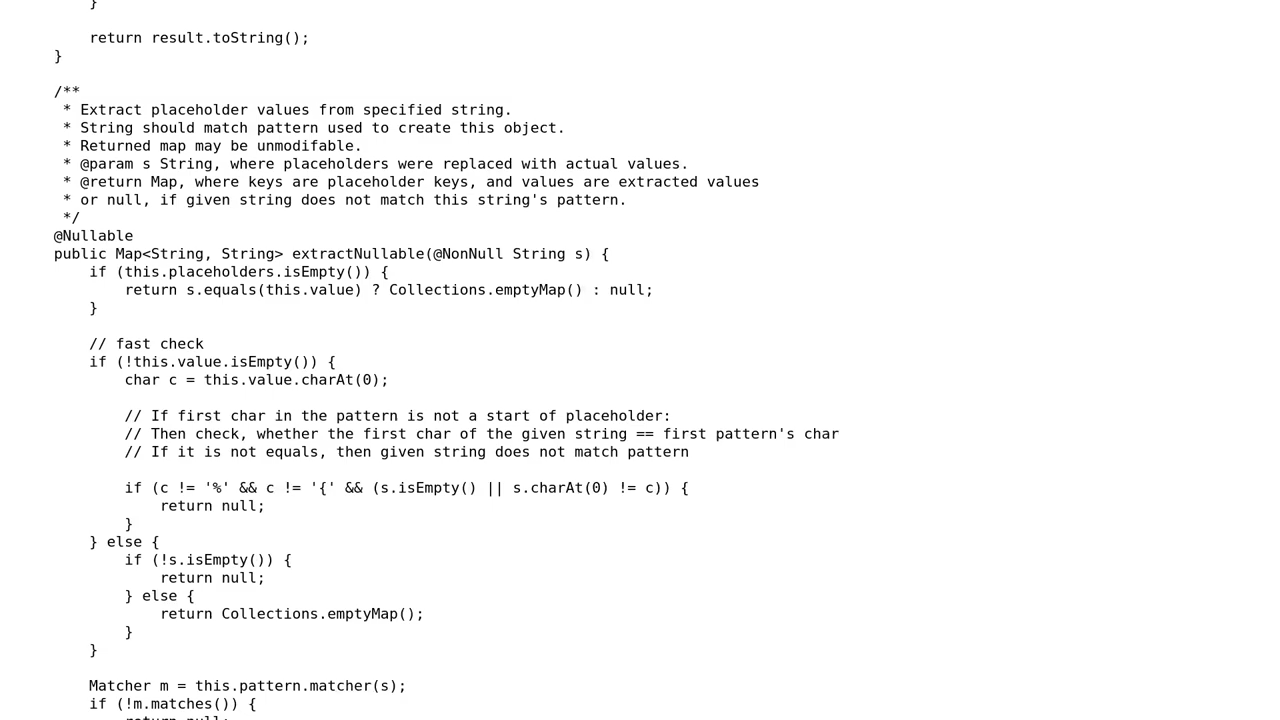 }
return result.toString();
}
/**
* Extract placeholder values from specified string.
* String should match pattern used to create this object.
* Returned map may be unmodifable.
* @param s String, where placeholders were replaced with actual values.
* @return Map, where keys are placeholder keys, and values are extracted values
* or null, if given string does not match this string's pattern.
*/
@Nullable
public Map<String, String> extractNullable(@NonNull String s) {
if (this.placeholders.isEmpty()) {
return s.equals(this.value) ? Collections.emptyMap() : null;
}
// fast check
if (!this.value.isEmpty()) {
char c = this.value.charAt(0);
// If first char in the pattern is not a start of placeholder:
// Then check, whether the first char of the given string == first pattern's char
// If it is not equals, then given string does not match pattern
if (c != '%' && c != '{' && (s.isEmpty() || s.charAt(0) != c)) {
return null;
}
} else {
if (!s.isEmpty()) {
return null;
} else {
return Collections.emptyMap();
}
}
Matcher m = this.pattern.matcher(s);
if (!m.matches()) {
return null;